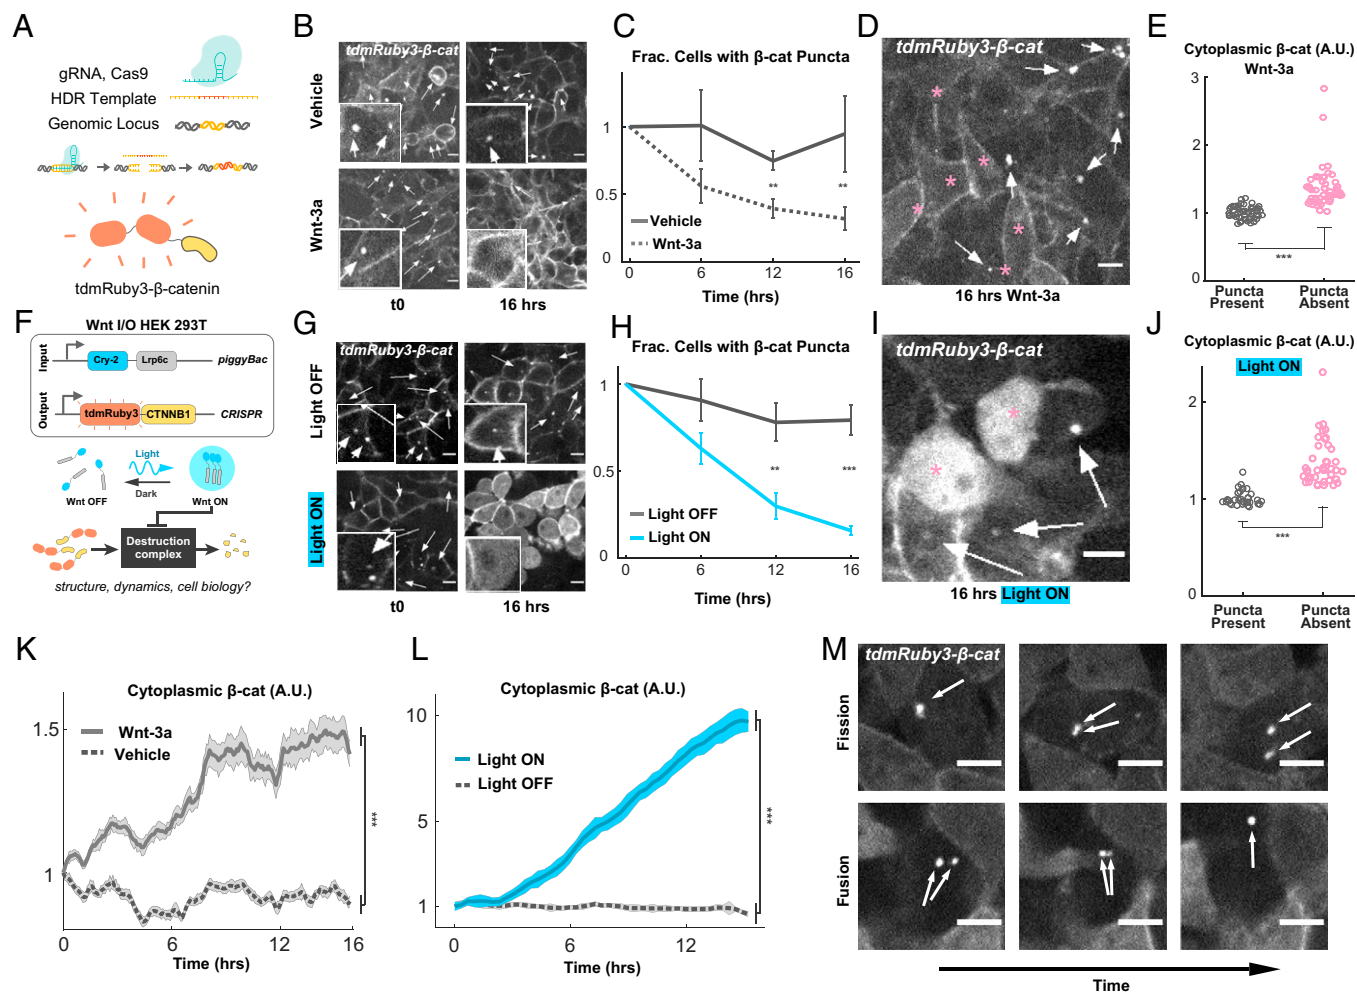 A
gRNA, Cas9
HDR Template
Genomic Locus
tdmRuby3-β-catenin
B
tdmRuby3-β-cat
Vehicle
Wnt-3a
t0
16 hrs
C
Frac. Cells with β-cat Puncta
1
0.5
0
**
**
Vehicle
Wnt-3a
0
6
12
16
Time (hrs)
D
tdmRuby3-β-cat
*
*
*
*
*
*
*
16 hrs Wnt-3a
E
Cytoplasmic β-cat (A.U.)
Wnt-3a
3
2
1
0
***
Puncta Present
Puncta Absent
F
Wnt I/O HEK 293T
Input
Cry-2
Lrp6c
piggyBac
Output
tdmRuby3
CTNNB1
CRISPR
Light
Dark
Wnt OFF
Wnt ON
Destruction
complex
structure, dynamics, cell biology?
G
tdmRuby3-β-cat
Light OFF
Light ON
t0
16 hrs
H
Frac. Cells with β-cat Puncta
1
0.5
0
**
***
Light OFF
Light ON
0
6
12
16
Time (hrs)
I
tdmRuby3-β-cat
*
*
16 hrs Light ON
J
Cytoplasmic β-cat (A.U.)
Light ON
2
1
0
***
Puncta Present
Puncta Absent
K
Cytoplasmic β-cat (A.U.)
1.5
1
Wnt-3a
Vehicle
***
0
6
12
16
Time (hrs)
L
Cytoplasmic β-cat (A.U.)
10
5
1
Light ON
Light OFF
***
0
6
12
Time (hrs)
M
tdmRuby3-β-cat
Fission
Fusion
Time